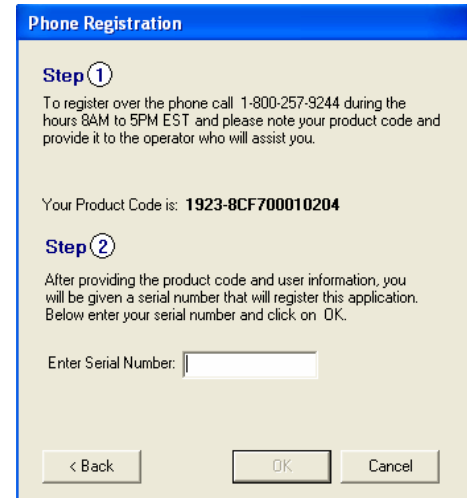 Phone Registration
Step 1
To register over the phone call 1-800-257-9244 during the
hours 8AM to 5PM EST and please note your product code and
provide it to the operator who will assist you.
Your Product Code is: 1923-8CF700010204
Step 2
After providing the product code and user information, you
will be given a serial number that will register this application.
Below enter your serial number and click on OK.
Enter Serial Number:
< Back OK Cancel